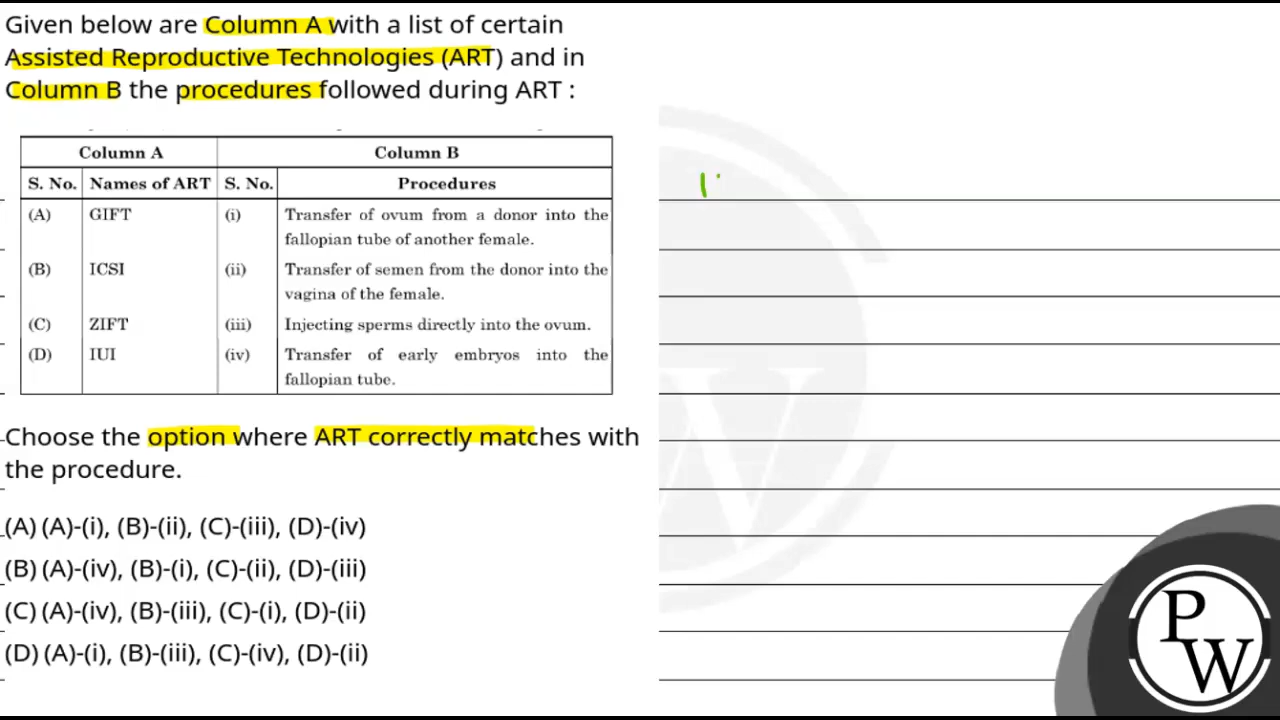 Given below are Column A with a list of certain
Assisted Reproductive Technologies (ART) and in
Column B the procedures followed during ART :
Column A Column B
S. No. Names of ART S. No. Procedures
(A) GIFT (i) Transfer of ovum from a donor into the
fallopian tube of another female.
(B) ICSI (ii) Transfer of semen from the donor into the
vagina of the female.
(C) ZIFT (iii) Injecting sperms directly into the ovum.
(D) IUI (iv) Transfer of early embryos into the
fallopian tube.
Choose the option where ART correctly matches with
the procedure.
(A) (A)-(i), (B)-(ii), (C)-(iii), (D)-(iv)
(B) (A)-(iv), (B)-(i), (C)-(ii), (D)-(iii)
(C) (A)-(iv), (B)-(iii), (C)-(i), (D)-(ii)
(D) (A)-(i), (B)-(iii), (C)-(iv), (D)-(ii)
P
W